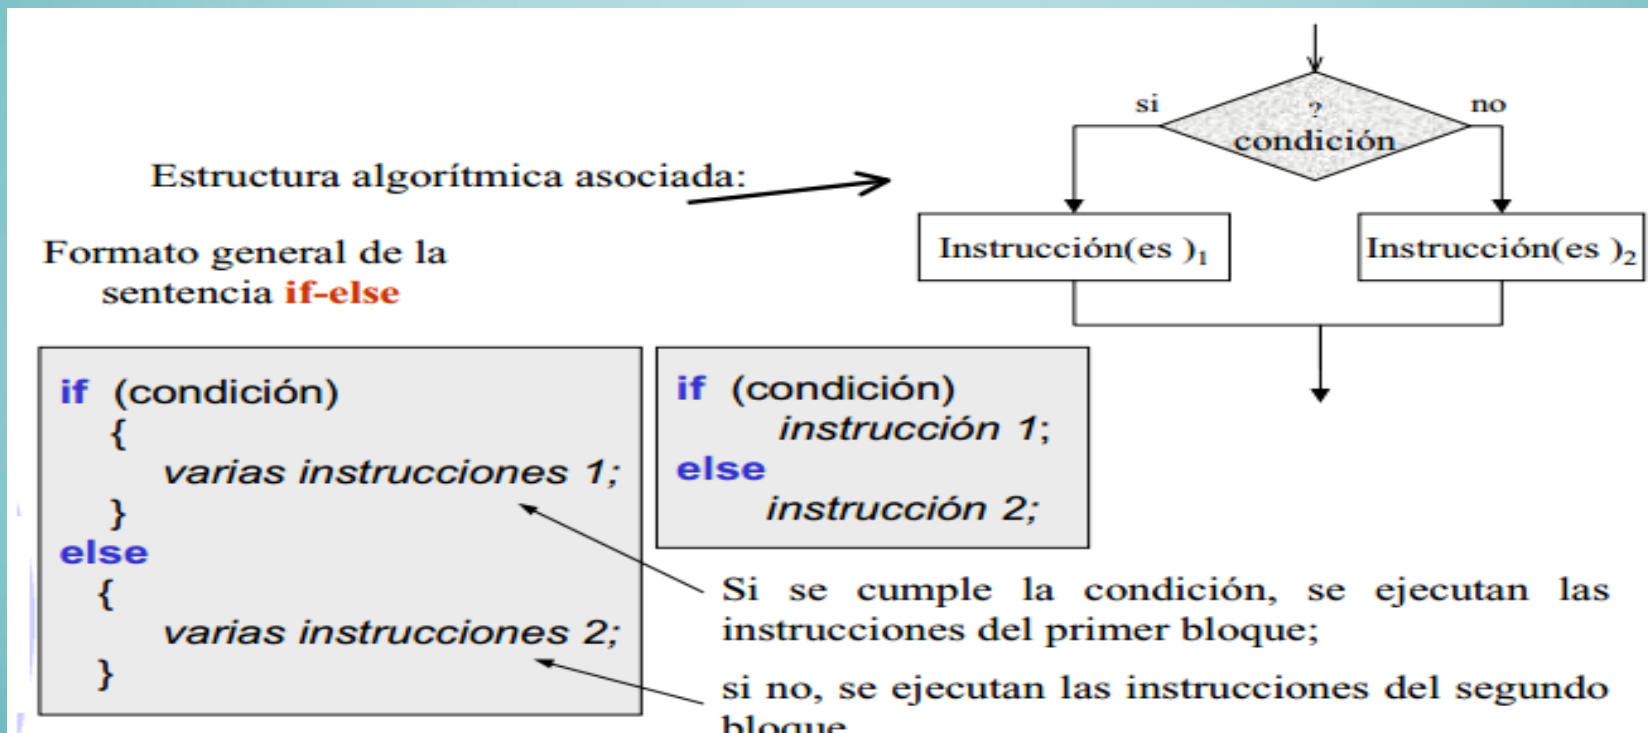 si
no
?
condición
Estructura algorítmica asociada:
Instrucción(es )1
Instrucción(es )2
Formato general de la
sentencia if-else
if (condición)
{
varias instrucciones 1;
}
else
{
varias instrucciones 2;
}
if (condición)
instrucción 1;
else
instrucción 2;
Si se cumple la condición, se ejecutan las
instrucciones del primer bloque;
si no, se ejecutan las instrucciones del segundo
bloque